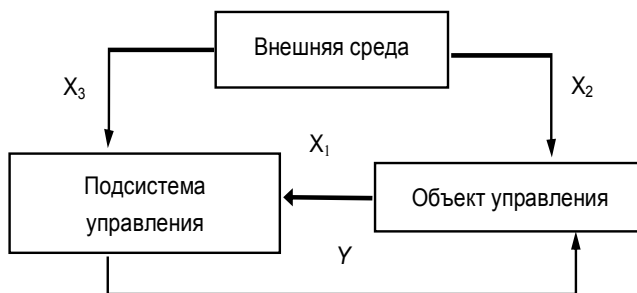 Внешняя среда
X₃
X₂
X₁
Подсистема
управления
Объект управления
Y